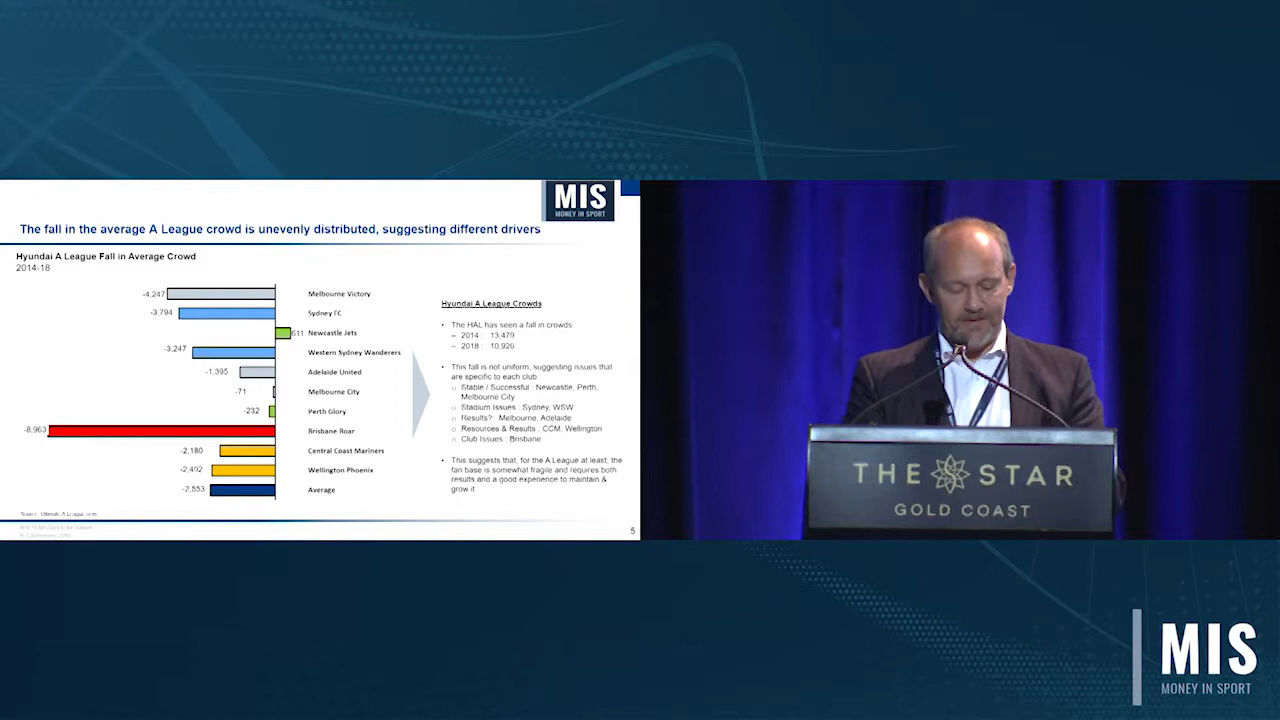 MIS
MONEY IN SPORT
The fall in the average A League crowd is unevenly distributed, suggesting different drivers
Hyundai A League Fall in Average Crowd
2014-18
-4,247 Melbourne Victory
-3,794 Sydney FC
611 Newcastle Jets
-3,247 Western Sydney Wanderers
-1,395 Adelaide United
-71 Melbourne City
-232 Perth Glory
-8,963 Brisbane Roar
-2,180 Central Coast Mariners
-2,492 Wellington Phoenix
-2,553 Average
Hyundai A League Crowds
• The HAL has seen a fall in crowds
– 2014 : 13,479
– 2018 : 10,926
• This fall is not uniform, suggesting issues that
are specific to each club
o Stable / Successful : Newcastle, Perth,
Melbourne City
o Stadium Issues : Sydney, WSW
o Results? : Melbourne, Adelaide
o Resources & Results : CCM, Wellington
o Club Issues : Brisbane
• This suggests that, for the A League at least, the
fan base is somewhat fragile and requires both
results and a good experience to maintain &
grow it
5
THE STAR
GOLD COAST
MIS
MONEY IN SPORT